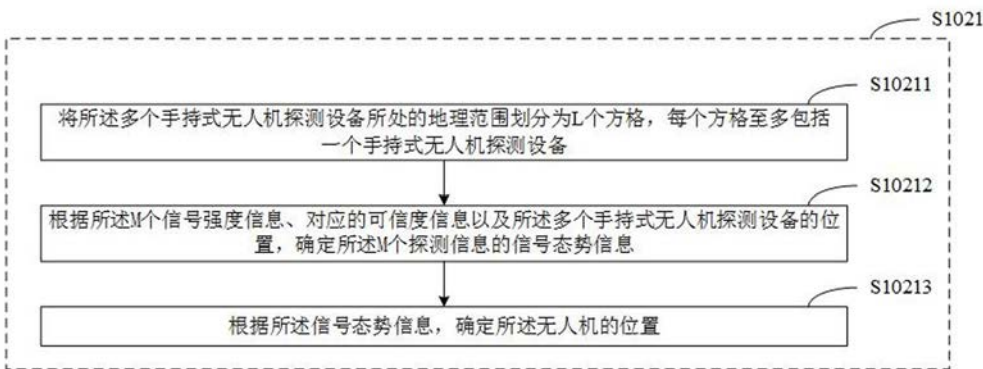 S1021
S10211
将所述多个手持式无人机探测设备所处的地理范围划分为L个方格，每个方格至多包括
一个手持式无人机探测设备
S10212
根据所述M个信号强度信息、对应的可信度信息以及所述多个手持式无人机探测设备的位
置，确定所述M个探测信息的信号态势信息
S10213
根据所述信号态势信息，确定所述无人机的位置